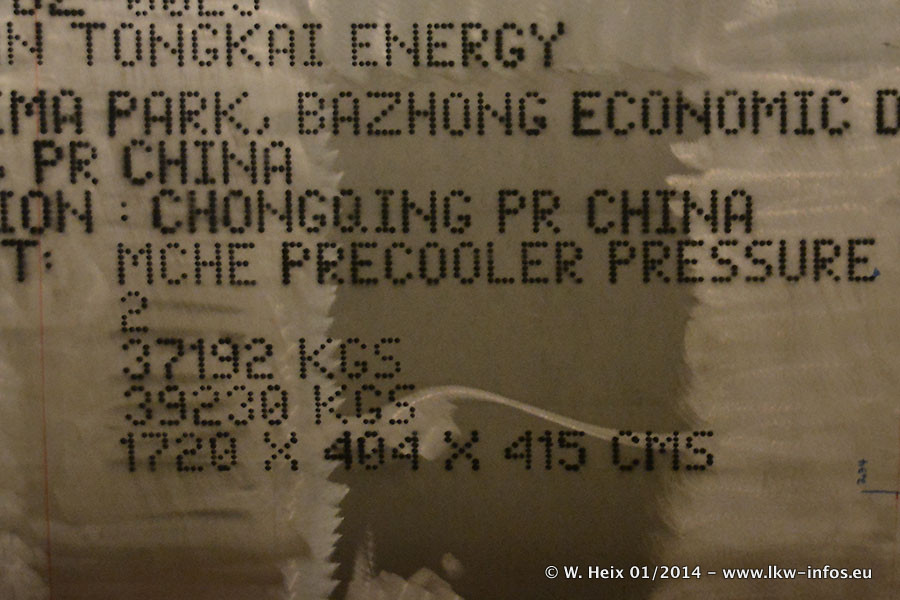 N TONGKAI ENERGY
PARK, BAZHONG ECONOMIC D
, PR CHINA
ION : CHONGQING PR CHINA
T: MCHE PRECOOLER PRESSURE
2
37192 KGS
39230 KGS
1720 X 404 X 415 CMS
© W. Heix 01/2014 - www.lkw-infos.eu